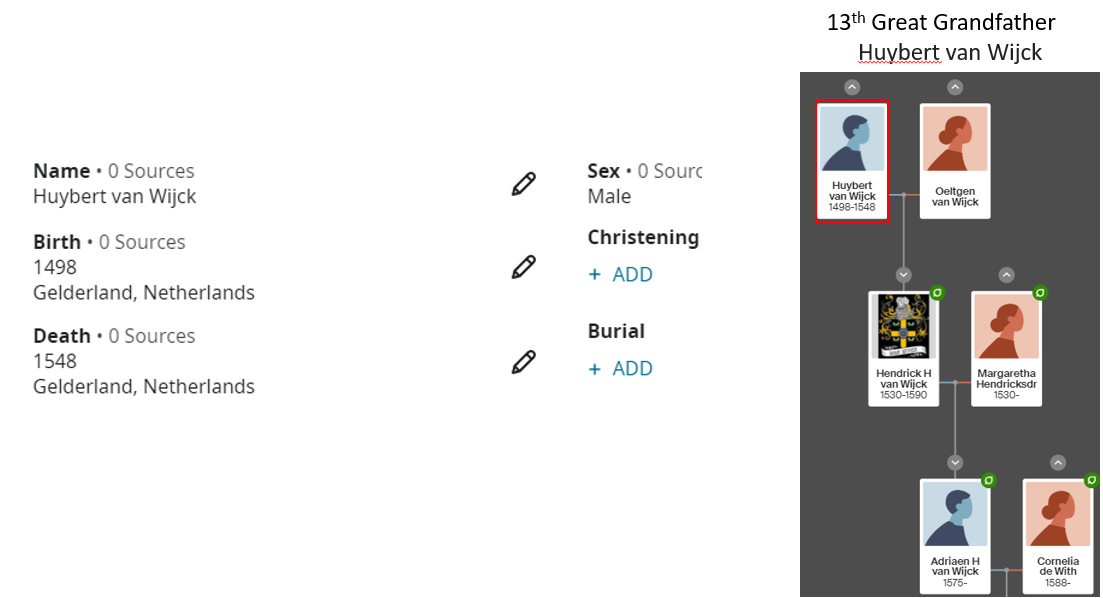 13th Great Grandfather
Huybert van Wijck
Name • 0 Sources
Huybert van Wijck
Birth • 0 Sources
1498
Gelderland, Netherlands
Death • 0 Sources
1548
Gelderland, Netherlands
Sex • 0 Sourc
Male
Christening
+ ADD
Burial
+ ADD
Huybert
van Wijck
1498-1548
Oeltgen
van Wijck
Hendrick H
van Wijck
1530-1590
Margaretha
Hendricksdr
1530-
Adriaen H
van Wijck
1575-
Cornelia
de With
1588-